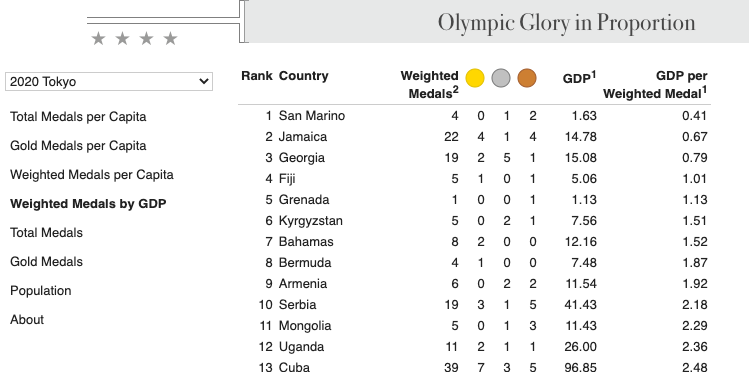 Olympic Glory in Proportion
2020 Tokyo
Total Medals per Capita
Gold Medals per Capita
Weighted Medals per Capita
Weighted Medals by GDP
Total Medals
Gold Medals
Population
About
Rank Country Weighted Medals2 GDP1 GDP per Weighted Medal1
1 San Marino 4 0 1 2 1.63 0.41
2 Jamaica 22 4 1 4 14.78 0.67
3 Georgia 19 2 5 1 15.08 0.79
4 Fiji 5 1 0 1 5.06 1.01
5 Grenada 1 0 0 1 1.13 1.13
6 Kyrgyzstan 5 0 2 1 7.56 1.51
7 Bahamas 8 2 0 0 12.16 1.52
8 Bermuda 4 1 0 0 7.48 1.87
9 Armenia 6 0 2 2 11.54 1.92
10 Serbia 19 3 1 5 41.43 2.18
11 Mongolia 5 0 1 3 11.43 2.29
12 Uganda 11 2 1 1 26.00 2.36
13 Cuba 39 7 3 5 96.85 2.48